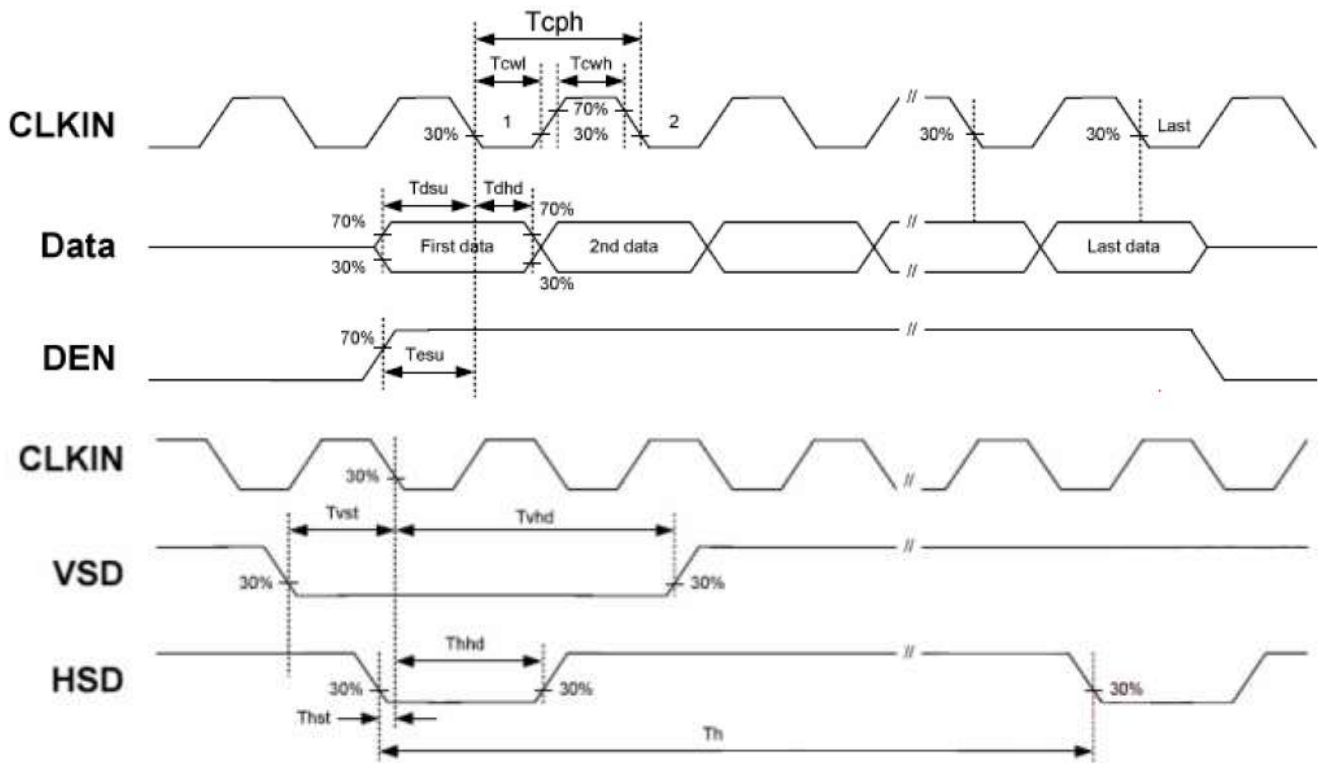 Tcph
Tcwl Tcwh
CLKIN 30% 1 70% 30% 2 // 30% 30% Last
Tdsu Tdhd
70% 70%
Data First data 2nd data // Last data
30% // 30%
DEN 70% //
Tesu
CLKIN 30% //
Tvst Tvhd
VSD 30% 30% //
Thhd
HSD 30% 30% // 30%
Thst
Th